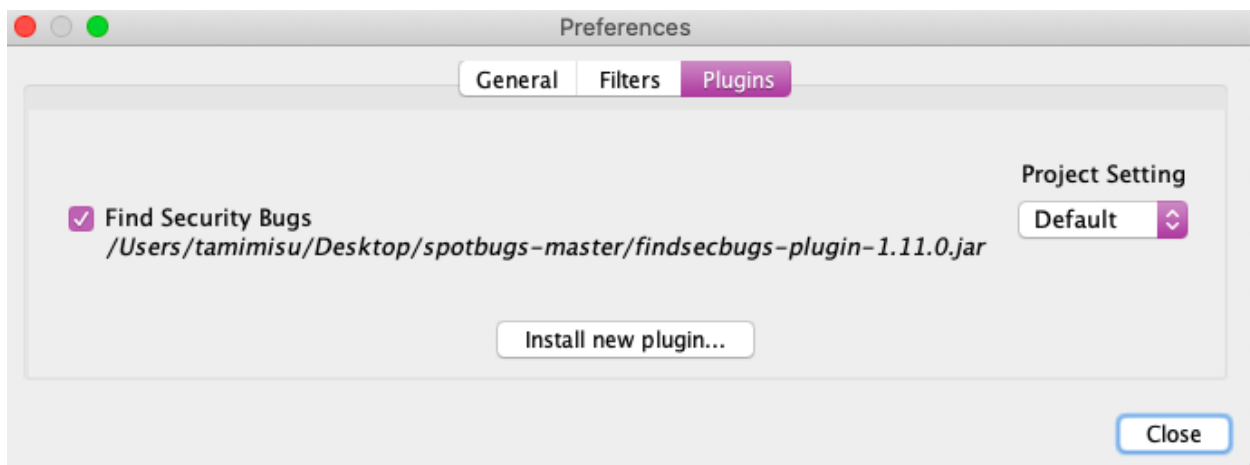 Preferences
General Filters Plugins
Project Setting
Find Security Bugs
Default
/Users/tamimisu/Desktop/spotbugs-master/findsecbugs-plugin-1.11.0.jar
Install new plugin...
Close